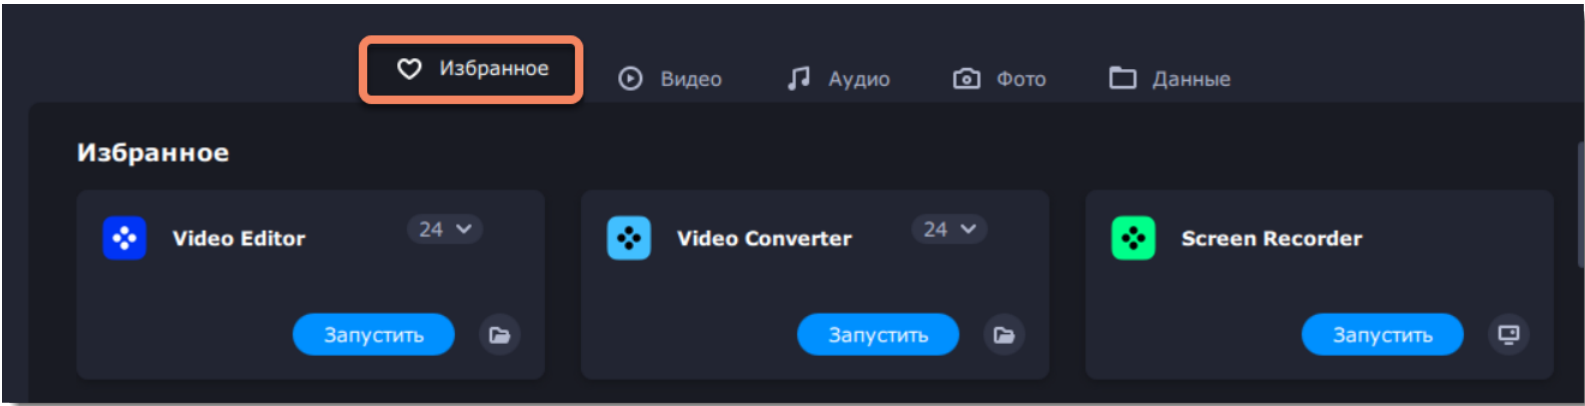 Избранное
Видео
Аудио
Фото
Данные
Избранное
Video Editor
24
Video Converter
24
Screen Recorder
Запустить
Запустить
Запустить